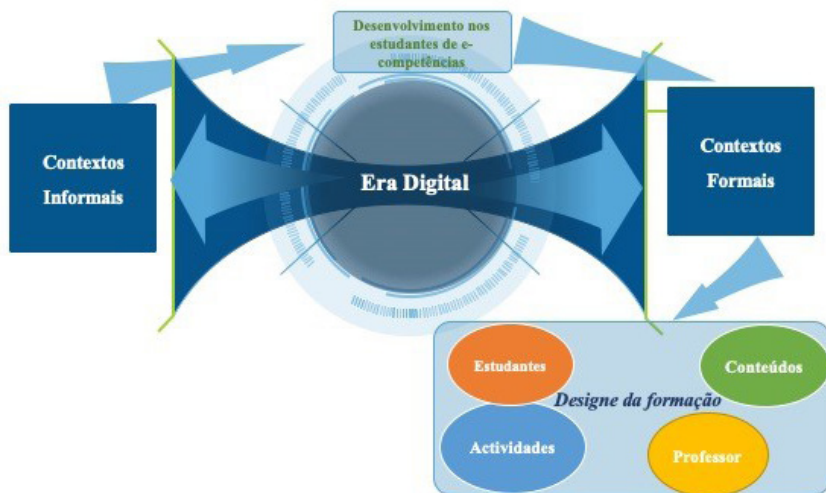 Desenvolvimento nos
estudantes de e-
competências
Contextos
Informais
Era Digital
Contextos
Formais
Estudantes
Conteúdos
Designe da formação
Actividades
Professor